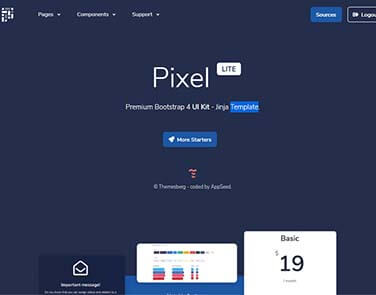 Pages Components Support Sources Logou
Pixel LITE
Premium Bootstrap 4 UI Kit - Jinja Template
More Starters
© Themesberg - coded by AppSeed.
Basic
$ 19
/ month
Important message!